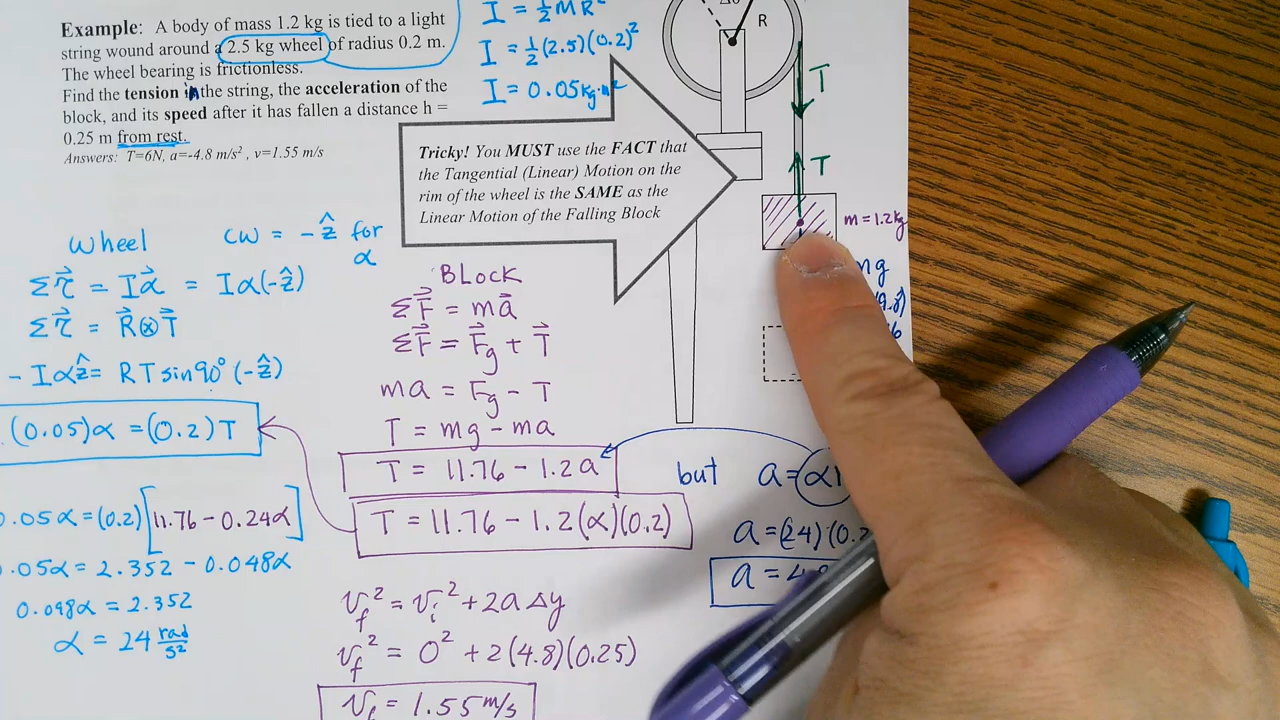 Example: A body of mass 1.2 kg is tied to a light
string wound around a 2.5 kg wheel of radius 0.2 m.
The wheel bearing is frictionless.
Find the tension in the string, the acceleration of the
block, and its speed after it has fallen a distance h =
0.25 m from rest.
Answers: T=6N, a=-4.8 m/s², v=1.55 m/s
I = ½MR²
I = ½(2.5)(0.2)²
I = 0.05kg·m²
R
T
T
m=1.2kg
mg
Tricky! You MUST use the FACT that
the Tangential (Linear) Motion on the
rim of the wheel is the SAME as the
Linear Motion of the Falling Block
Wheel
CW = -ẑ for
α
Στ⃗ = Iα⃗ = Iα(-ẑ)
Στ⃗ = R⃗⊗T⃗
-Iαẑ = RT sin90°(-ẑ)
(0.05)α = (0.2)T
0.05α = (0.2)[11.76 - 0.24α]
.05α = 2.352 - 0.048α
0.098α = 2.352
α = 24 rad/s²
BLOCK
ΣF⃗ = ma⃗
ΣF⃗ = F⃗g + T⃗
ma = Fg - T
T = mg - ma
T = 11.76 - 1.2a
T = 11.76 - 1.2(α)(0.2)
but a = α
a = (24)(0.2
a = 4.8
vf² = vi² + 2aΔy
vf² = 0² + 2(4.8)(0.25)
vf = 1.55 m/s